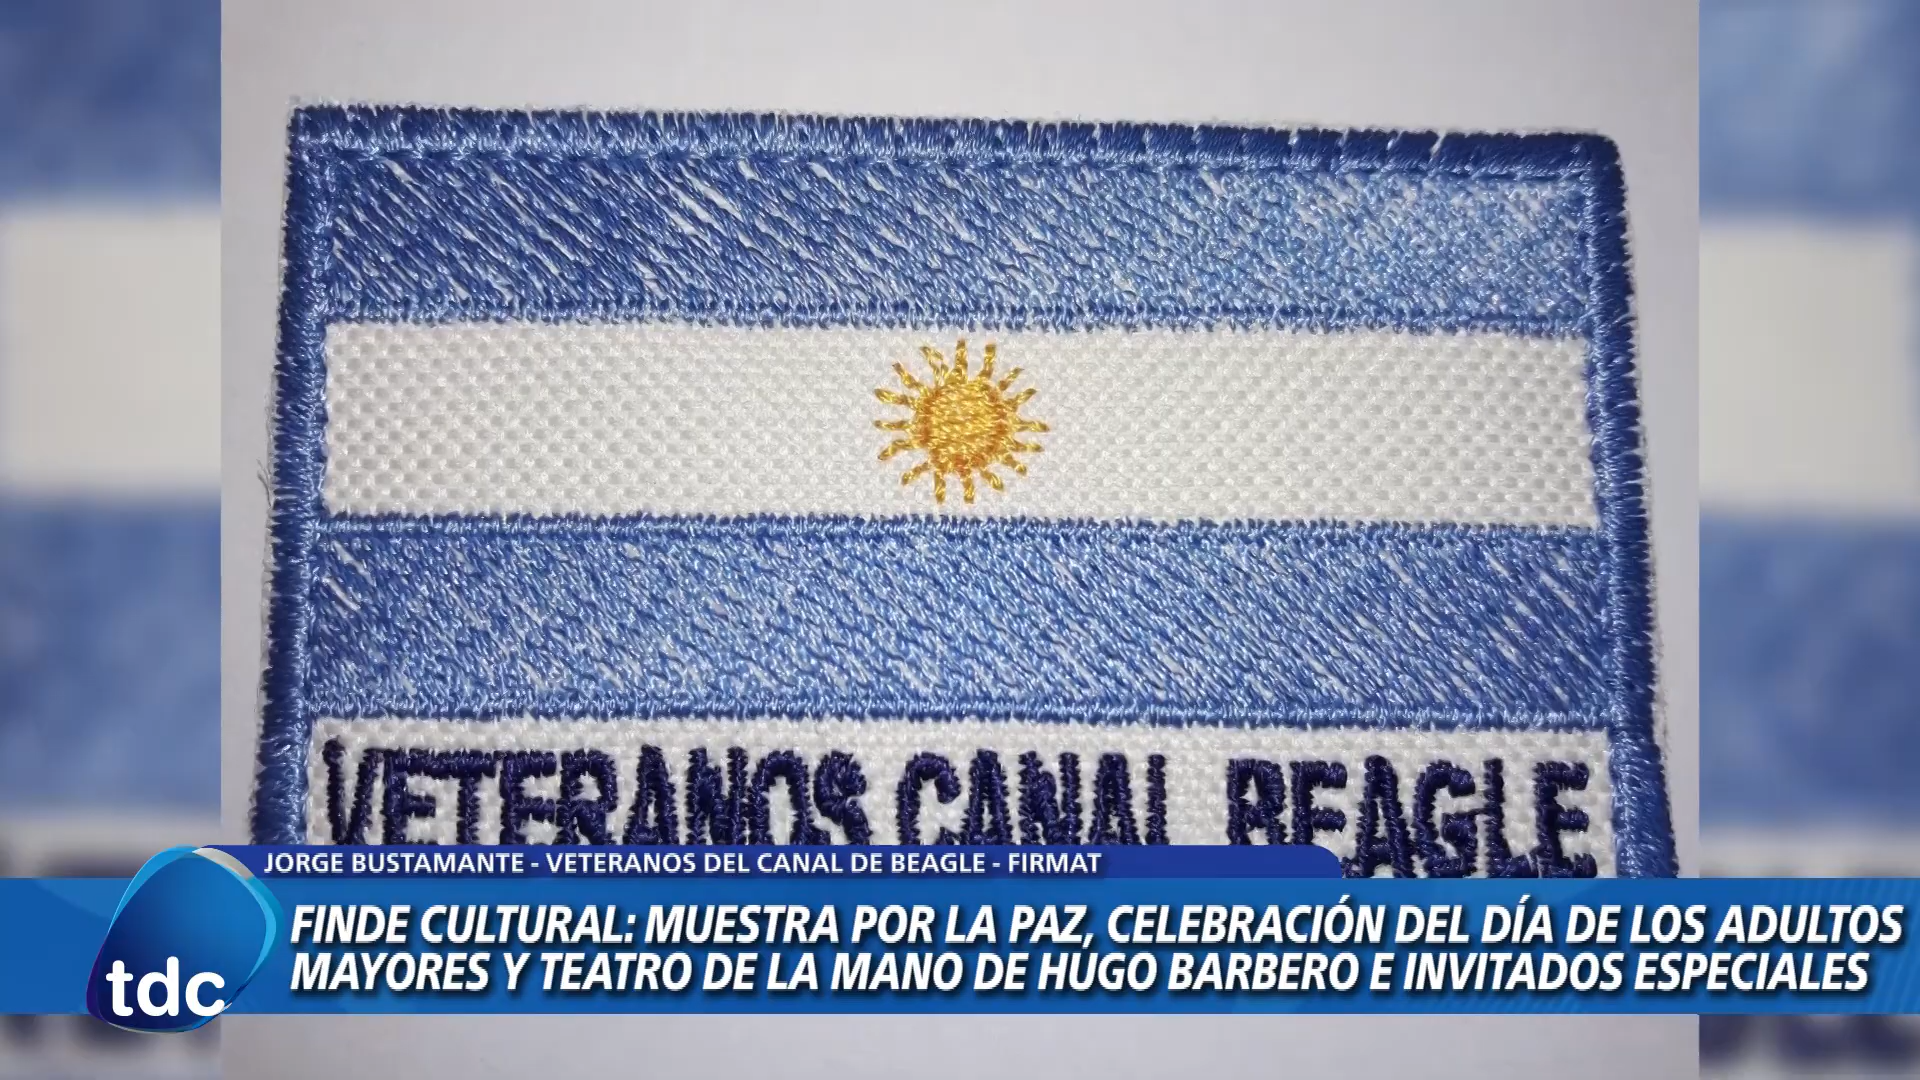 VETERANOS CANAL BEAGLE
JORGE BUSTAMANTE - VETERANOS DEL CANAL DE BEAGLE - FIRMAT
FINDE CULTURAL: MUESTRA POR LA PAZ, CELEBRACIÓN DEL DÍA DE LOS ADULTOS
MAYORES Y TEATRO DE LA MANO DE HUGO BARBERO E INVITADOS ESPECIALES
tdc